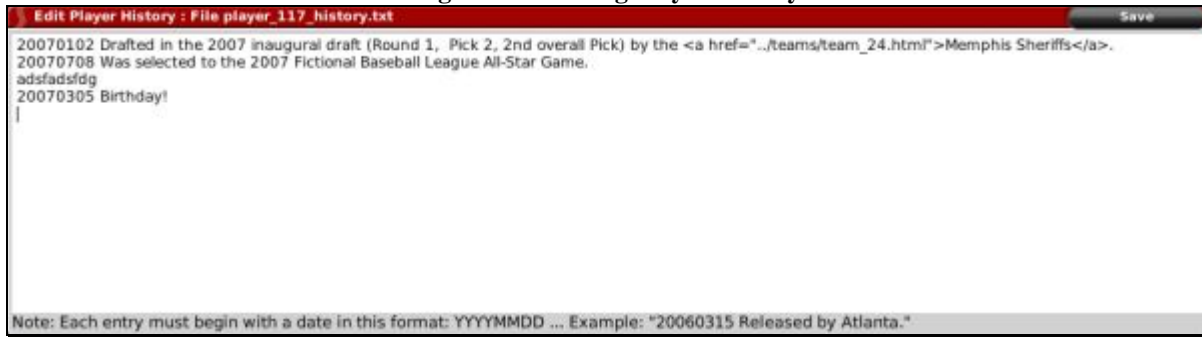 Edit Player History : File player_117_history.txt
Save
20070102 Drafted in the 2007 inaugural draft (Round 1,  Pick 2, 2nd overall Pick) by the <a href="../teams/team_24.html">Memphis Sheriffs</a>.
20070708 Was selected to the 2007 Fictional Baseball League All-Star Game.
adsfadsfdg
20070305 Birthday!
Note: Each entry must begin with a date in this format: YYYYMMDD ... Example: "20060315 Released by Atlanta."